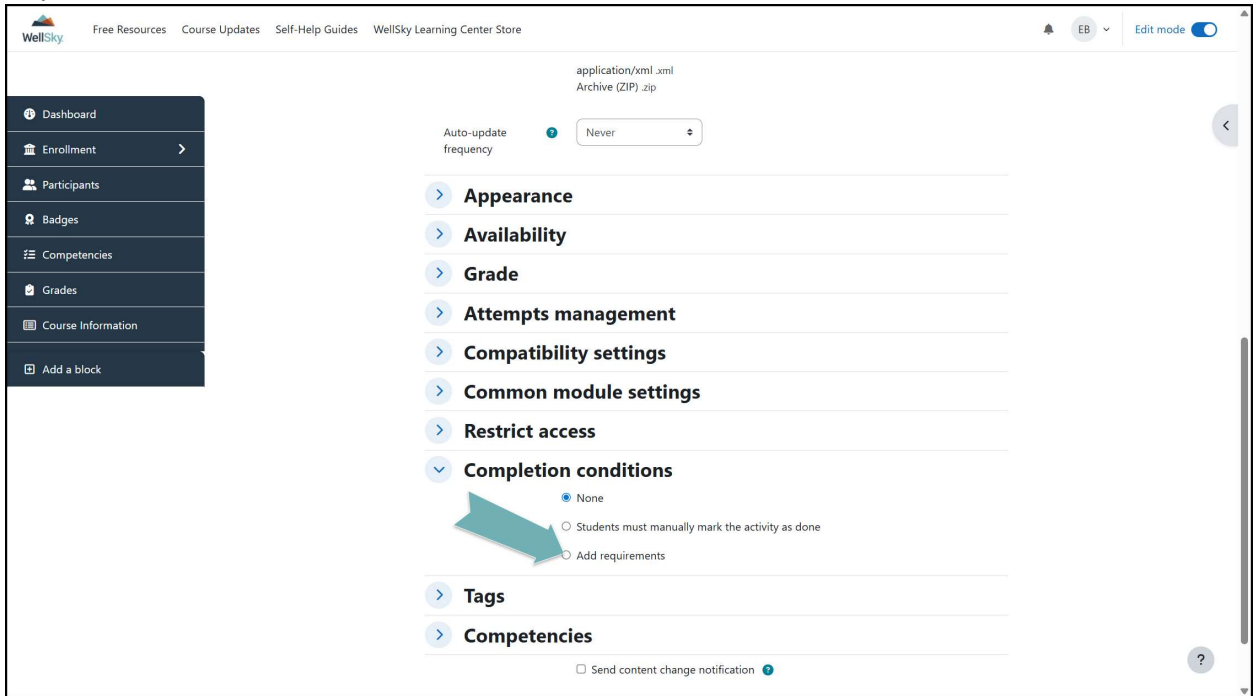 WellSky.
Free Resources Course Updates Self-Help Guides WellSky Learning Center Store
EB
Edit mode
application/xml .xml
Archive (ZIP) .zip
Dashboard
Enrollment
Participants
Badges
Competencies
Grades
Course Information
Add a block
Auto-update
frequency
?
Never
Appearance
Availability
Grade
Attempts management
Compatibility settings
Common module settings
Restrict access
Completion conditions
None
Students must manually mark the activity as done
Add requirements
Tags
Competencies
Send content change notification ?
?